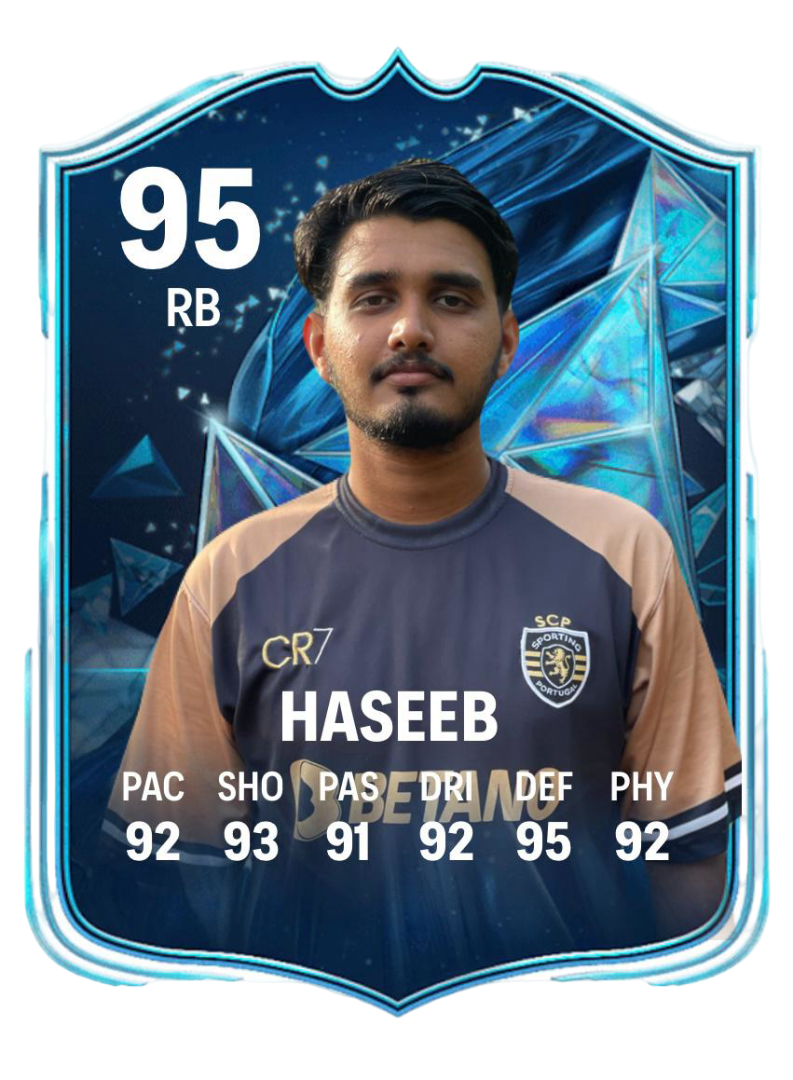 95
RB
SCP
SPORTING
PORTUGAL
CR7
HASEEB
BETANO
PAC SHO PAS DRI DEF PHY
92 93 91 92 95 92